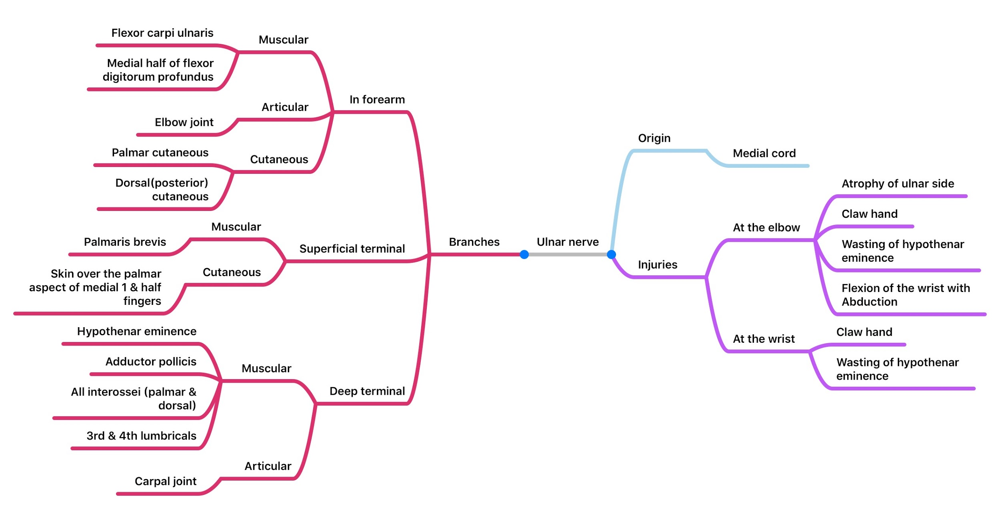 Ulnar nerve
Branches
In forearm
Muscular
Flexor carpi ulnaris
Medial half of flexor
digitorum profundus
Articular
Elbow joint
Cutaneous
Palmar cutaneous
Dorsal(posterior)
cutaneous
Superficial terminal
Muscular
Palmaris brevis
Cutaneous
Skin over the palmar
aspect of medial 1 & half
fingers
Deep terminal
Muscular
Hypothenar eminence
Adductor pollicis
All interossei (palmar &
dorsal)
3rd & 4th lumbricals
Articular
Carpal joint
Origin
Medial cord
Injuries
At the elbow
Atrophy of ulnar side
Claw hand
Wasting of hypothenar
eminence
Flexion of the wrist with
Abduction
At the wrist
Claw hand
Wasting of hypothenar
eminence